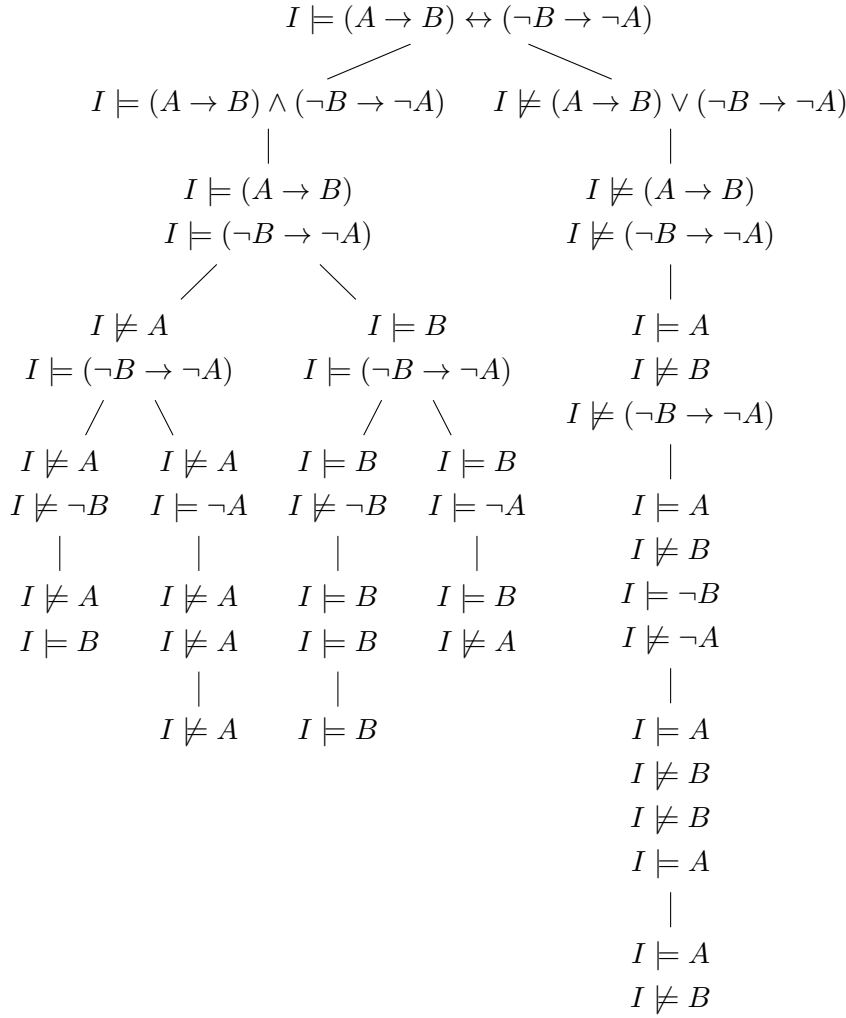 I ⊨ (A → B) ↔ (¬B → ¬A)
I ⊨ (A → B) ∧ (¬B → ¬A) I ⊭ (A → B) ∨ (¬B → ¬A)
I ⊨ (A → B) I ⊭ (A → B)
I ⊨ (¬B → ¬A) I ⊭ (¬B → ¬A)
I ⊭ A I ⊨ B I ⊨ A
I ⊨ (¬B → ¬A) I ⊨ (¬B → ¬A) I ⊭ B
I ⊭ (¬B → ¬A)
I ⊭ A I ⊭ A I ⊨ B I ⊨ B
I ⊭ ¬B I ⊨ ¬A I ⊭ ¬B I ⊨ ¬A I ⊨ A
I ⊭ B
I ⊭ A I ⊭ A I ⊨ B I ⊨ B I ⊨ ¬B
I ⊨ B I ⊭ A I ⊨ B I ⊭ A I ⊭ ¬A
I ⊭ A I ⊨ B I ⊨ A
I ⊭ B
I ⊭ B
I ⊨ A
I ⊨ A
I ⊭ B